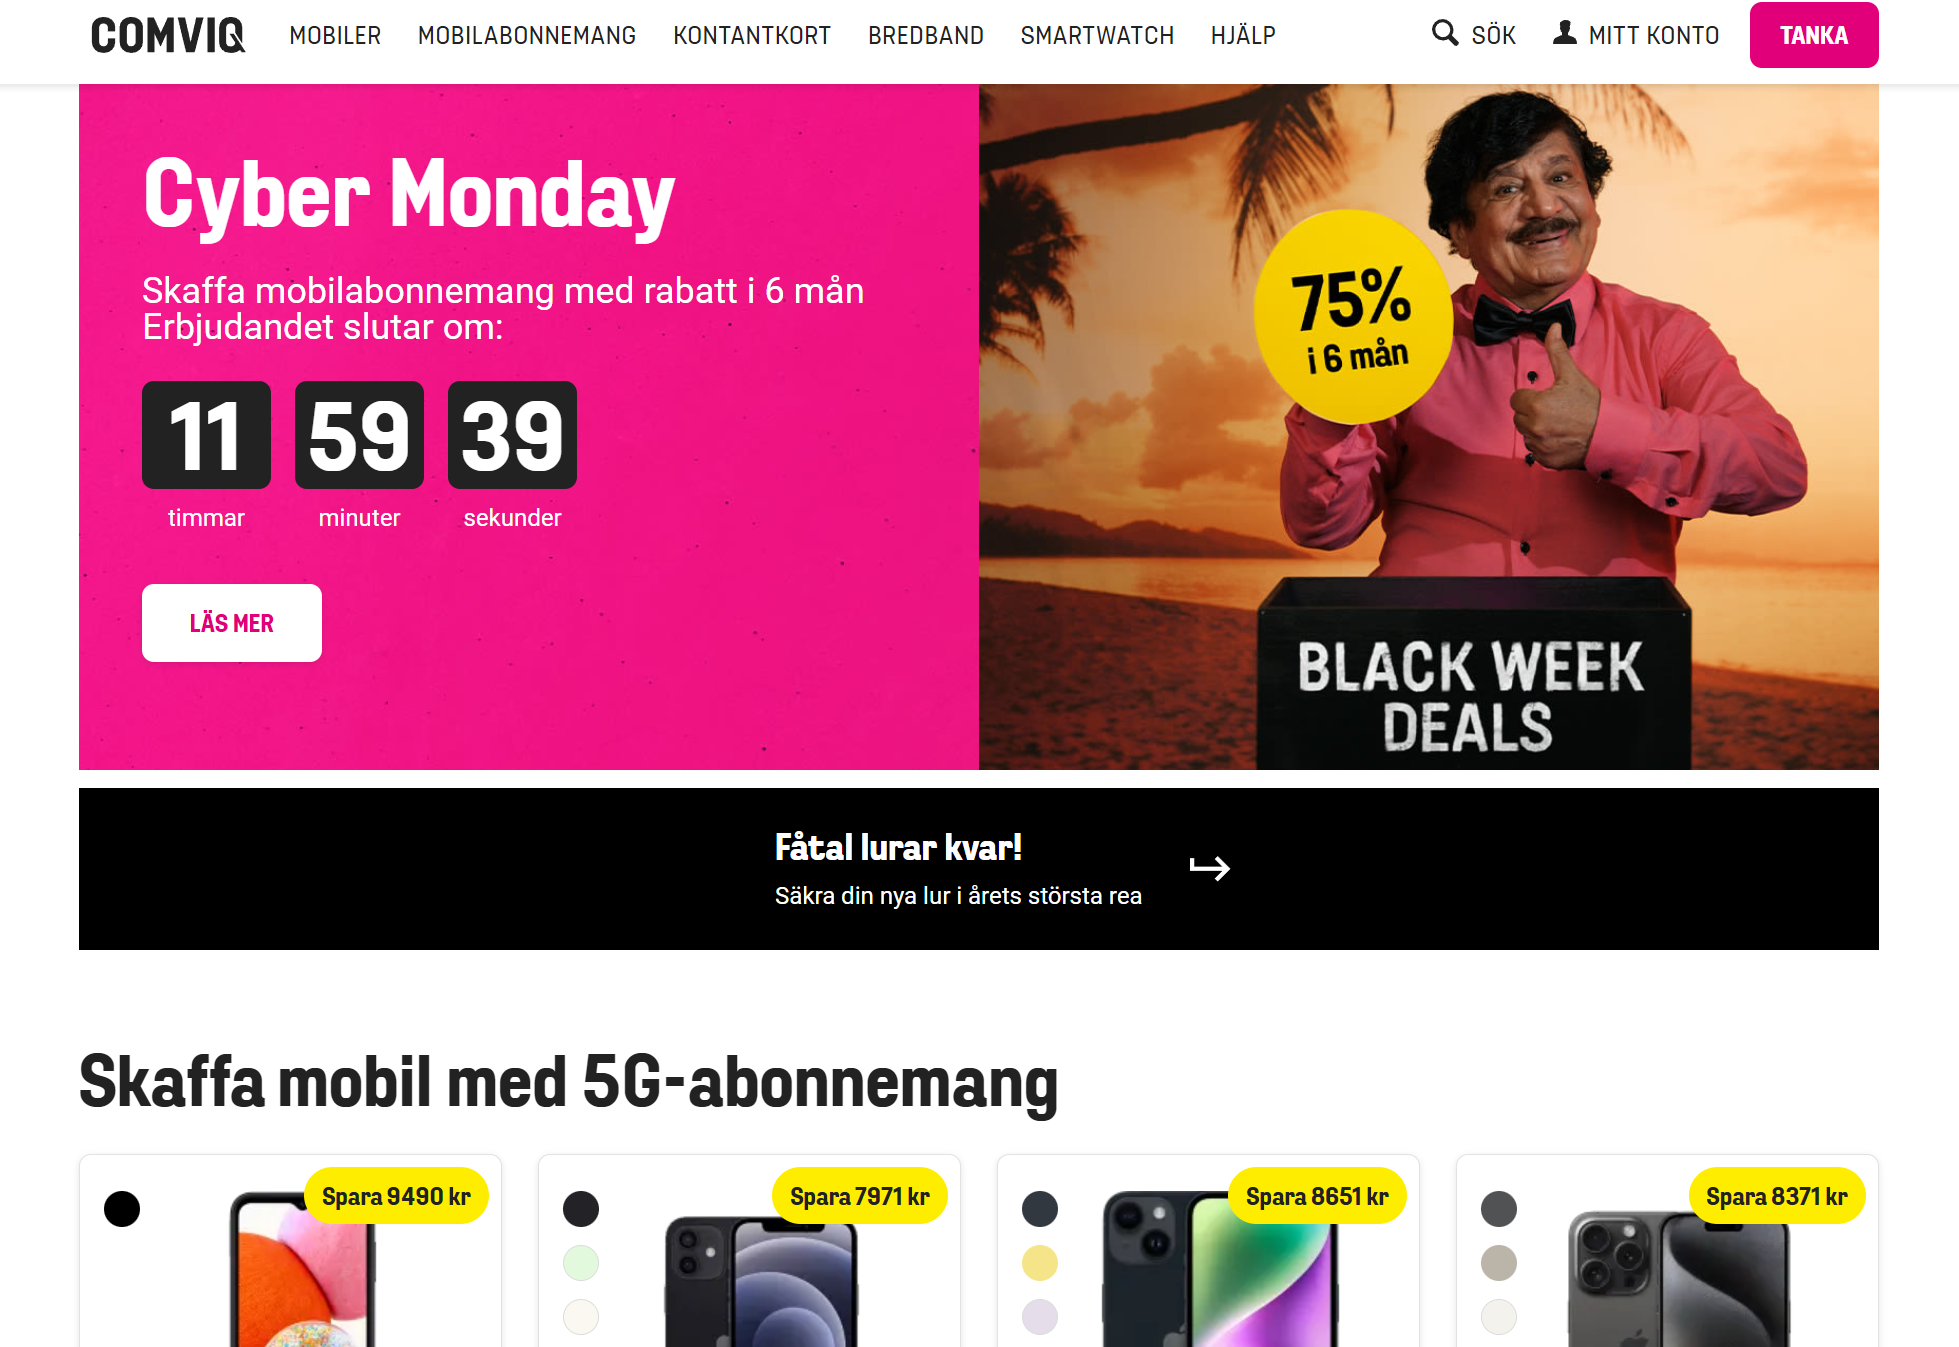 COMVIQ
MOBILER
MOBILABONNEMANG
KONTANTKORT
BREDBAND
SMARTWATCH
HJÄLP
SÖK
MITT KONTO
TANKA
Cyber Monday
Skaffa mobilabonnemang med rabatt i 6 mån
Erbjudandet slutar om:
11 59 39
timmar minuter sekunder
LÄS MER
75%
i 6 mån
BLACK WEEK
DEALS
Fåtal lurar kvar!
Säkra din nya lur i årets största rea
Skaffa mobil med 5G-abonnemang
Spara 9490 kr
Spara 7971 kr
Spara 8651 kr
Spara 8371 kr